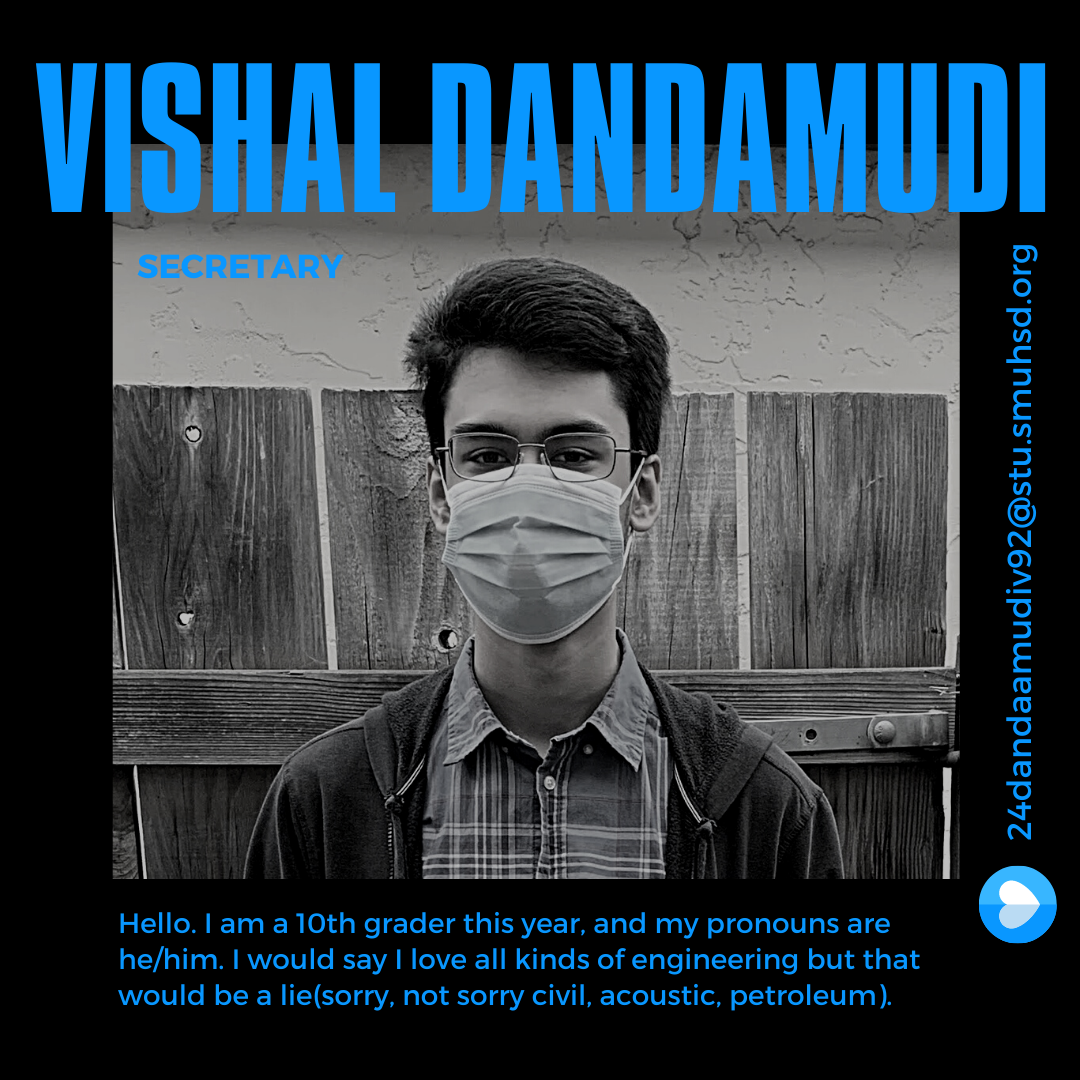 VISHAL DANDAMUDI
SECRETARY
24dandaamudiv92@stu.smuhsd.org
Hello. I am a 10th grader this year, and my pronouns are
he/him. I would say I love all kinds of engineering but that
would be a lie(sorry, not sorry civil, acoustic, petroleum).